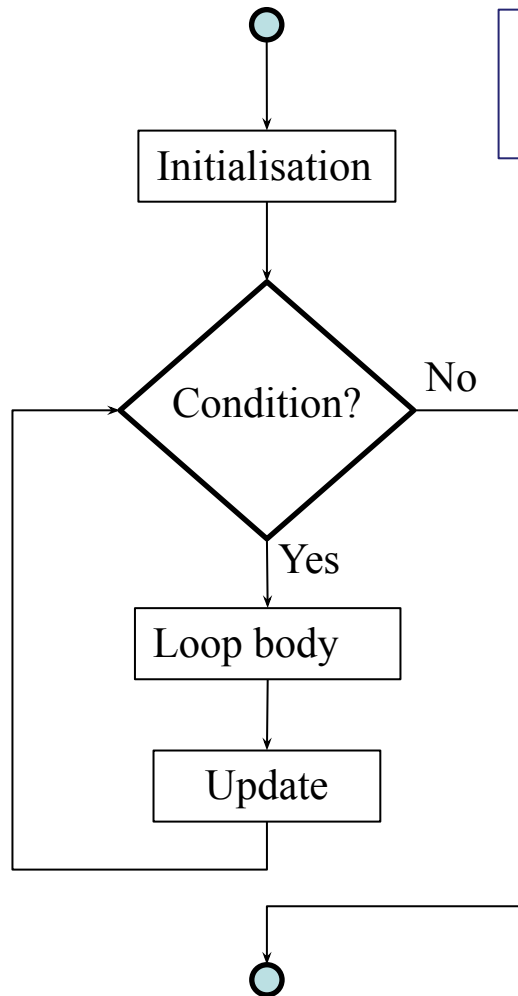 Initialisation
Condition?
No
Yes
Loop body
Update